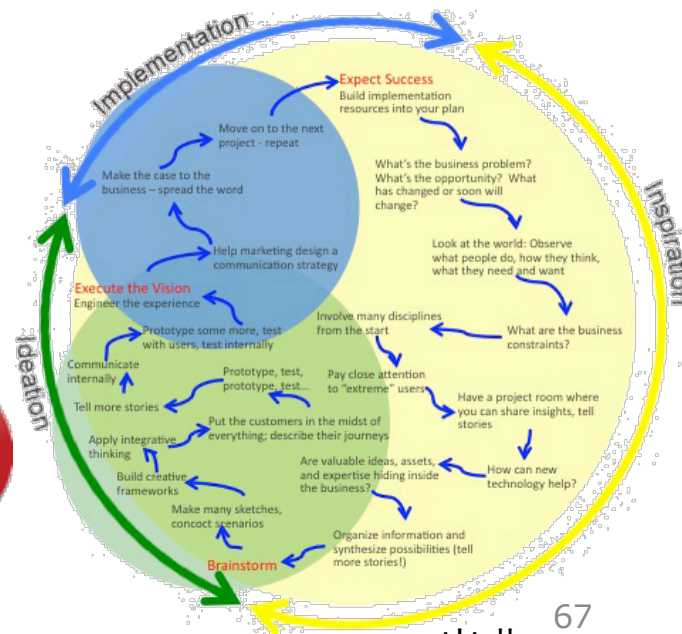 Implementation
Inspiration
Ideation
Expect Success
Build implementation
resources into your plan
What's the business problem?
What's the opportunity? What
has changed or soon will
change?
Look at the world: Observe
what people do, how they think,
what they need and want
What are the business
constraints?
Involve many disciplines
from the start
Pay close attention
to "extreme" users
Have a project room where
you can share insights, tell
stories
How can new
technology help?
Are valuable ideas, assets,
and expertise hiding inside
the business?
Organize information and
synthesize possibilities (tell
more stories!)
Brainstorm
Make many sketches,
concoct scenarios
Build creative
frameworks
Apply integrative
thinking
Put the customers in the midst of
everything; describe their journeys
Prototype, test,
prototype, test...
Tell more stories
Communicate
internally
Prototype some more, test
with users, test internally
Execute the Vision
Engineer the experience
Help marketing design a
communication strategy
Make the case to the
business – spread the word
Move on to the next
project - repeat
67